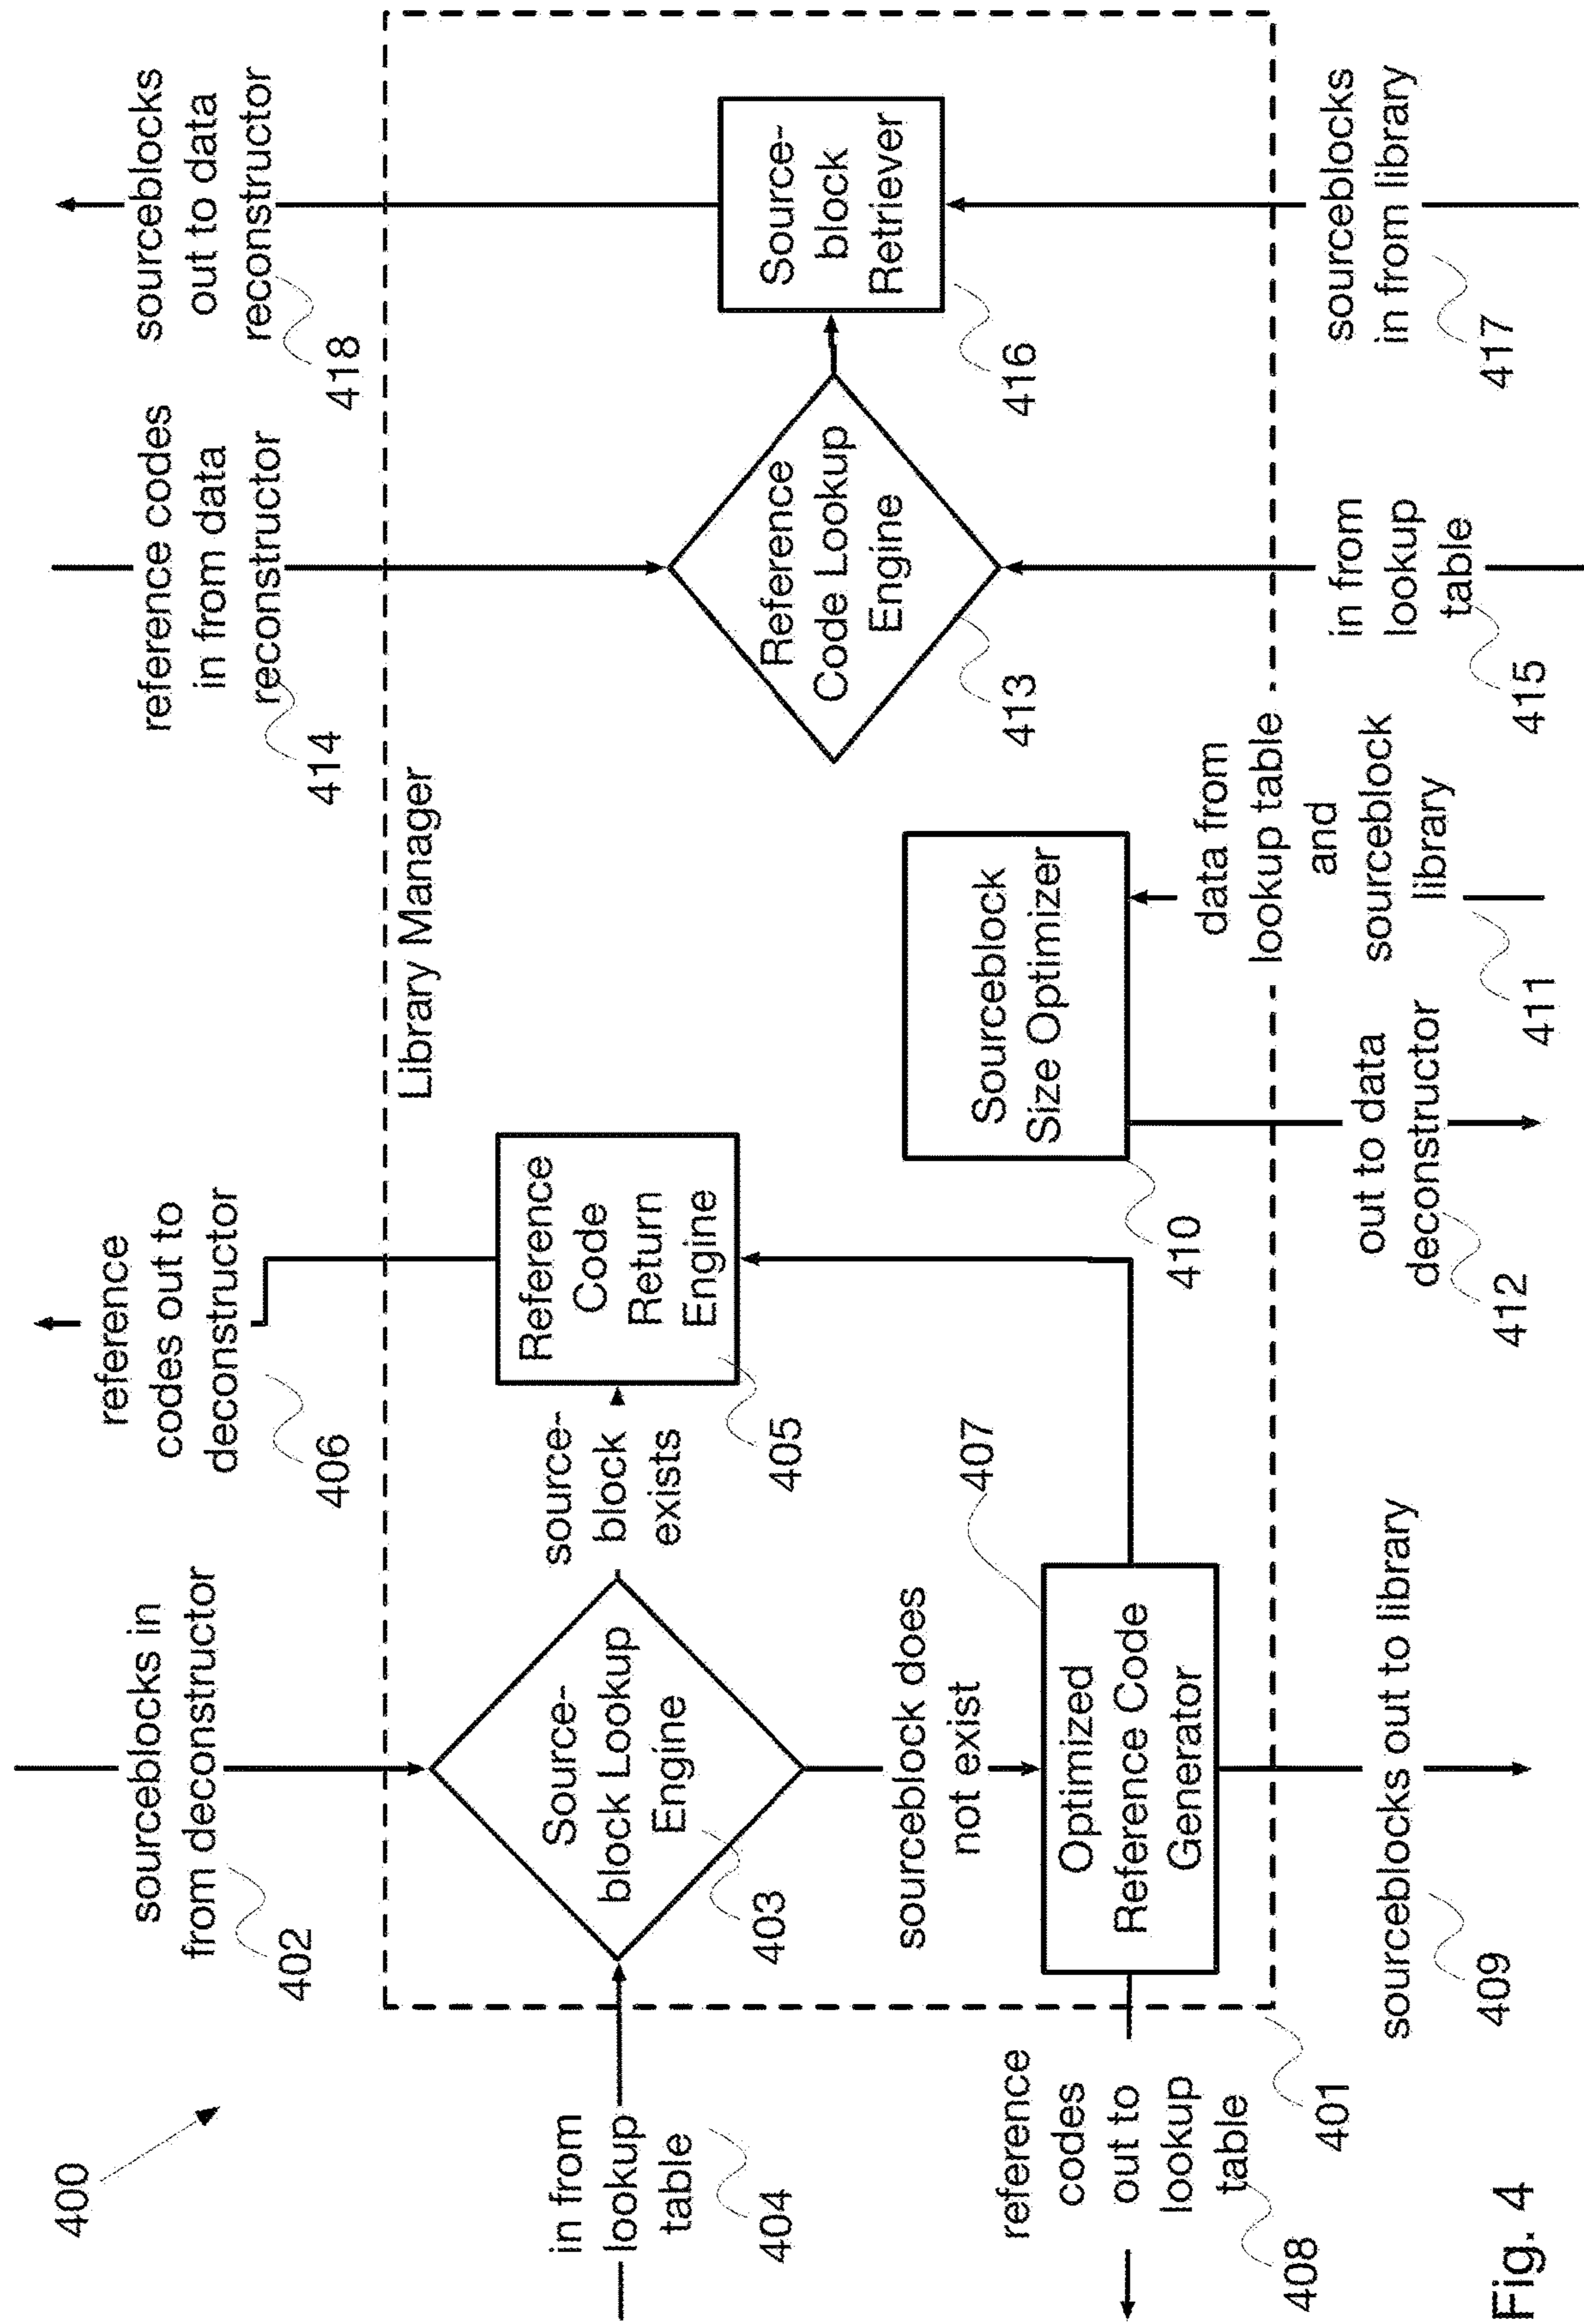 400
sourceblocks in
from deconstructor
402
reference
codes out to
deconstructor
406
reference codes
in from data
reconstructor
414
sourceblocks
out to data
reconstructor
418
Library Manager
in from
lookup
table
404
Source-
block Lookup
Engine
403
source-
block
exists
Reference
Code
Return
Engine
405
Reference
Code Lookup
Engine
413
Source-
block
Retriever
416
sourceblock does
not exist
407
Sourceblock
Size Optimizer
410
Optimized
Reference Code
Generator
reference
codes
out to
lookup
table
408
401
sourceblocks out to library
409
out to data
deconstructor
412
data from
lookup table
and
sourceblock
library
411
in from
lookup
table
415
sourceblocks
in from library
417
Fig. 4